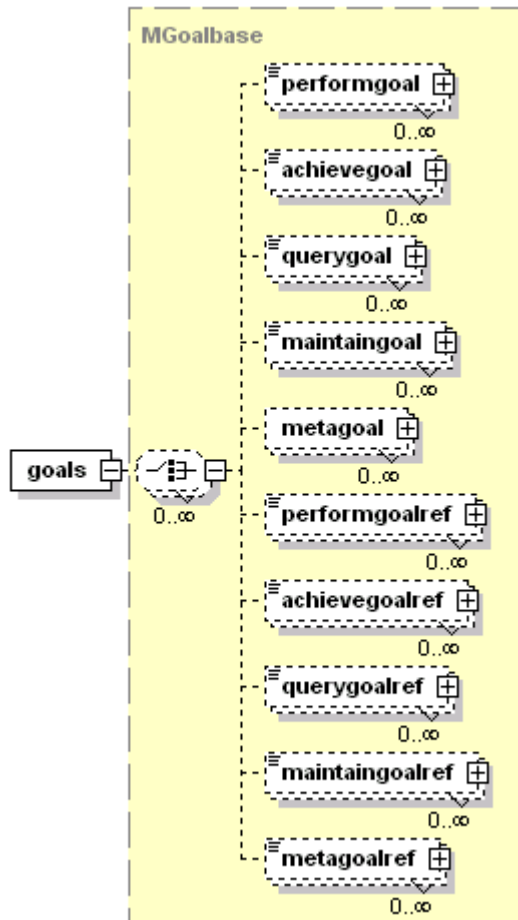 MGoalbase
performgoal
0..∞
achievegoal
0..∞
querygoal
0..∞
maintaingoal
0..∞
metagoal
0..∞
goals
0..∞
performgoalref
0..∞
achievegoalref
0..∞
querygoalref
0..∞
maintaingoalref
0..∞
metagoalref
0..∞